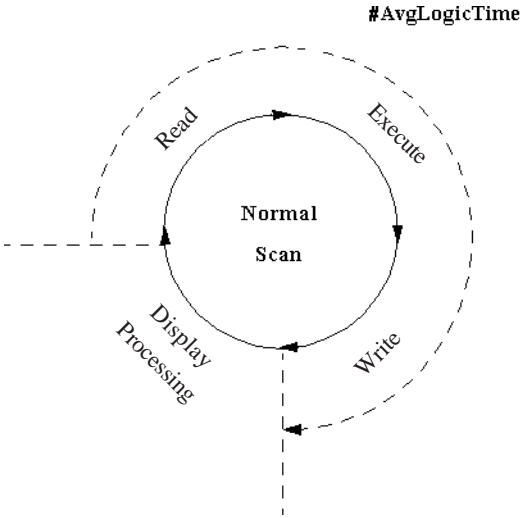 #AvgLogicTime
Read
Execute
Normal
Scan
Display
Processing
Write